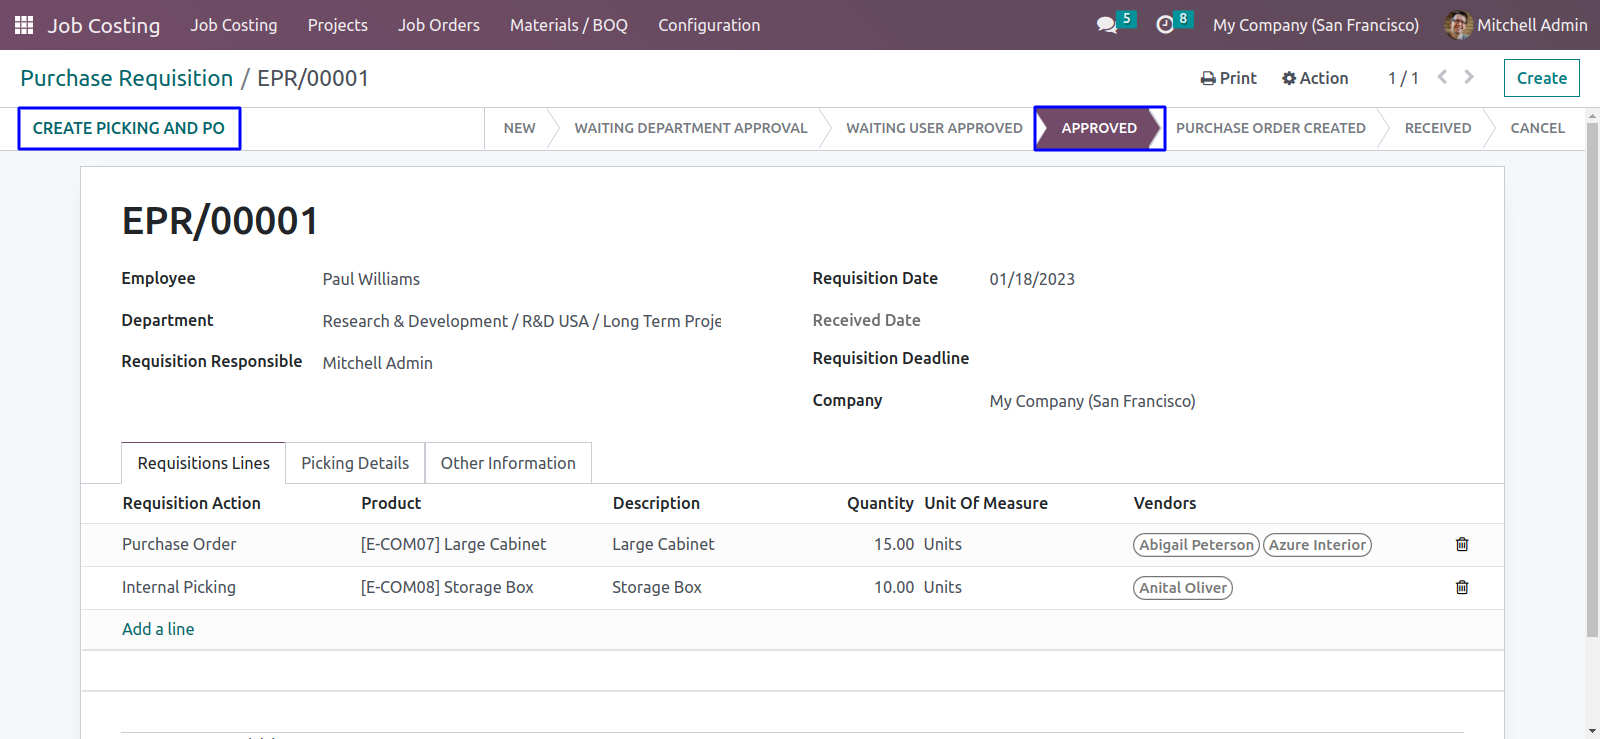 Job Costing Job Costing Projects Job Orders Materials / BOQ Configuration 5 8 My Company (San Francisco) Mitchell Admin
Purchase Requisition / EPR/00001 Print Action 1 / 1 Create
CREATE PICKING AND PO NEW WAITING DEPARTMENT APPROVAL WAITING USER APPROVED APPROVED PURCHASE ORDER CREATED RECEIVED CANCEL
EPR/00001
Employee Paul Williams Requisition Date 01/18/2023
Department Research & Development / R&D USA / Long Term Proje Received Date
Requisition Responsible Mitchell Admin Requisition Deadline
Company My Company (San Francisco)
Requisitions Lines Picking Details Other Information
Requisition Action Product Description Quantity Unit Of Measure Vendors
Purchase Order [E-COM07] Large Cabinet Large Cabinet 15.00 Units Abigail Peterson Azure Interior
Internal Picking [E-COM08] Storage Box Storage Box 10.00 Units Anital Oliver
Add a line